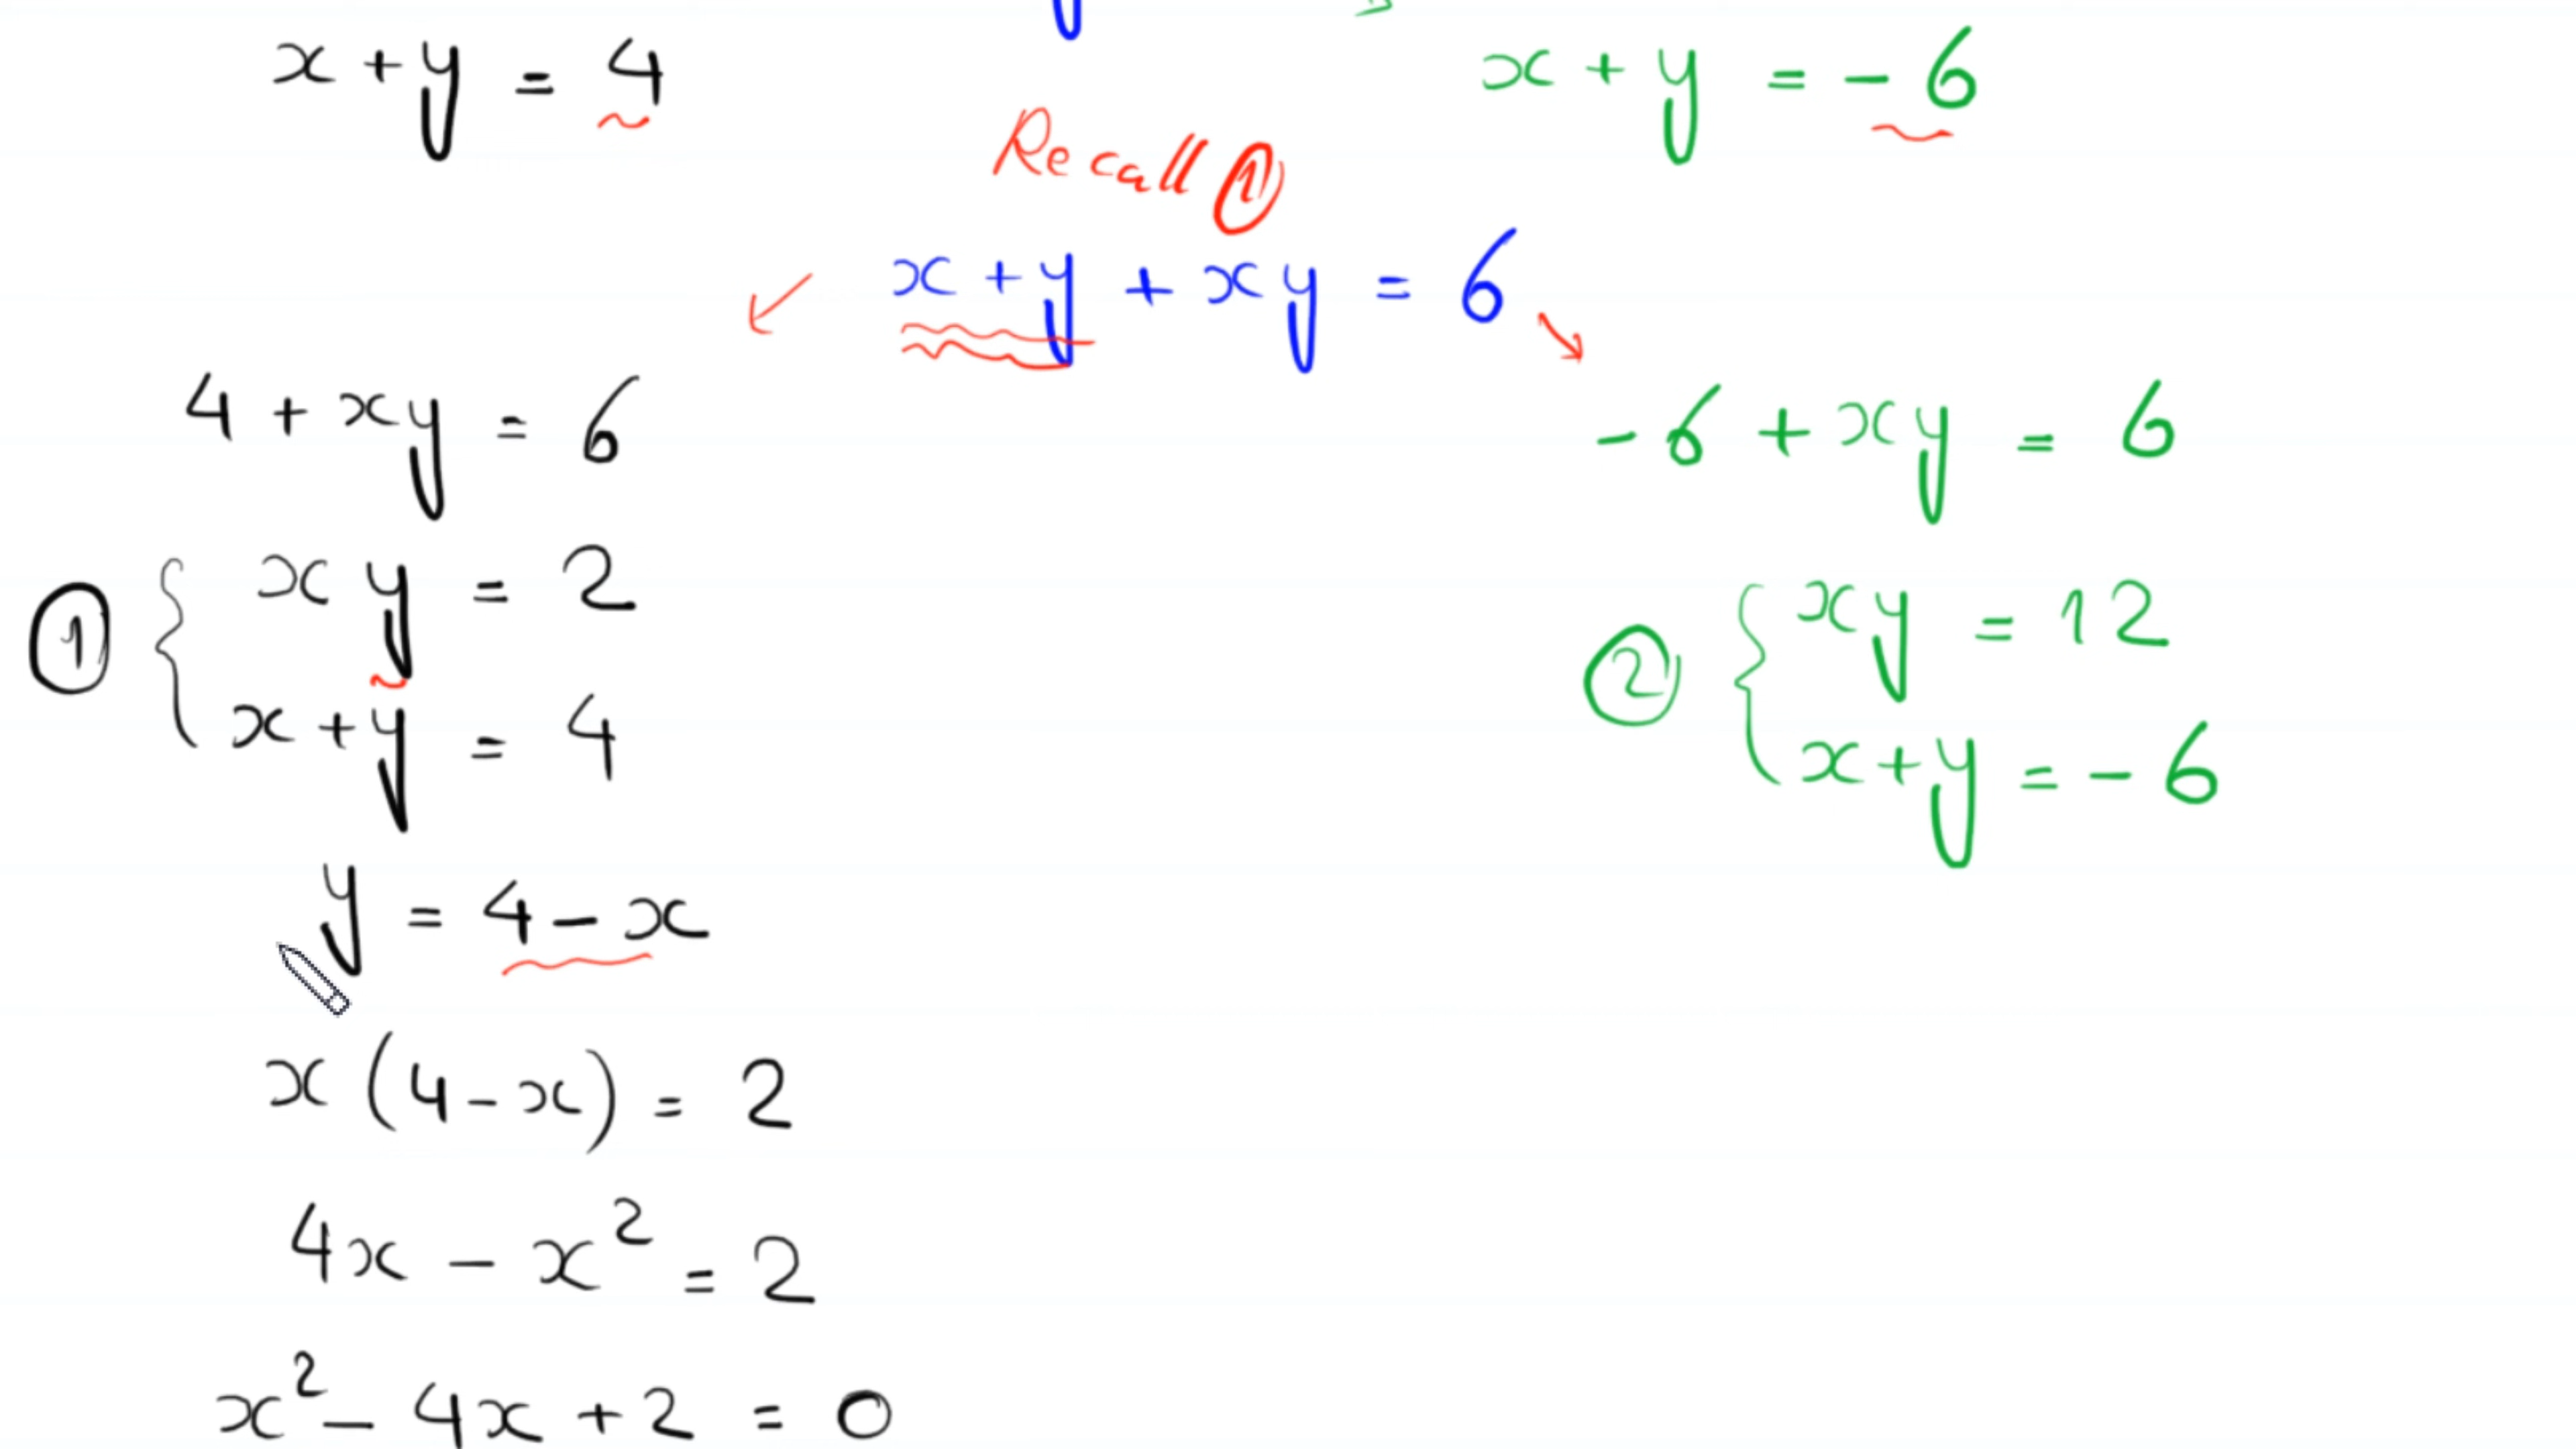 x + y = 4
x + y = - 6
Recall ①
x + y + xy = 6
4 + xy = 6
- 6 + xy = 6
① { xy = 2
x + y = 4
② { xy = 12
x + y = - 6
y = 4 - x
x (4 - x) = 2
4x - x² = 2
x² - 4x + 2 = 0